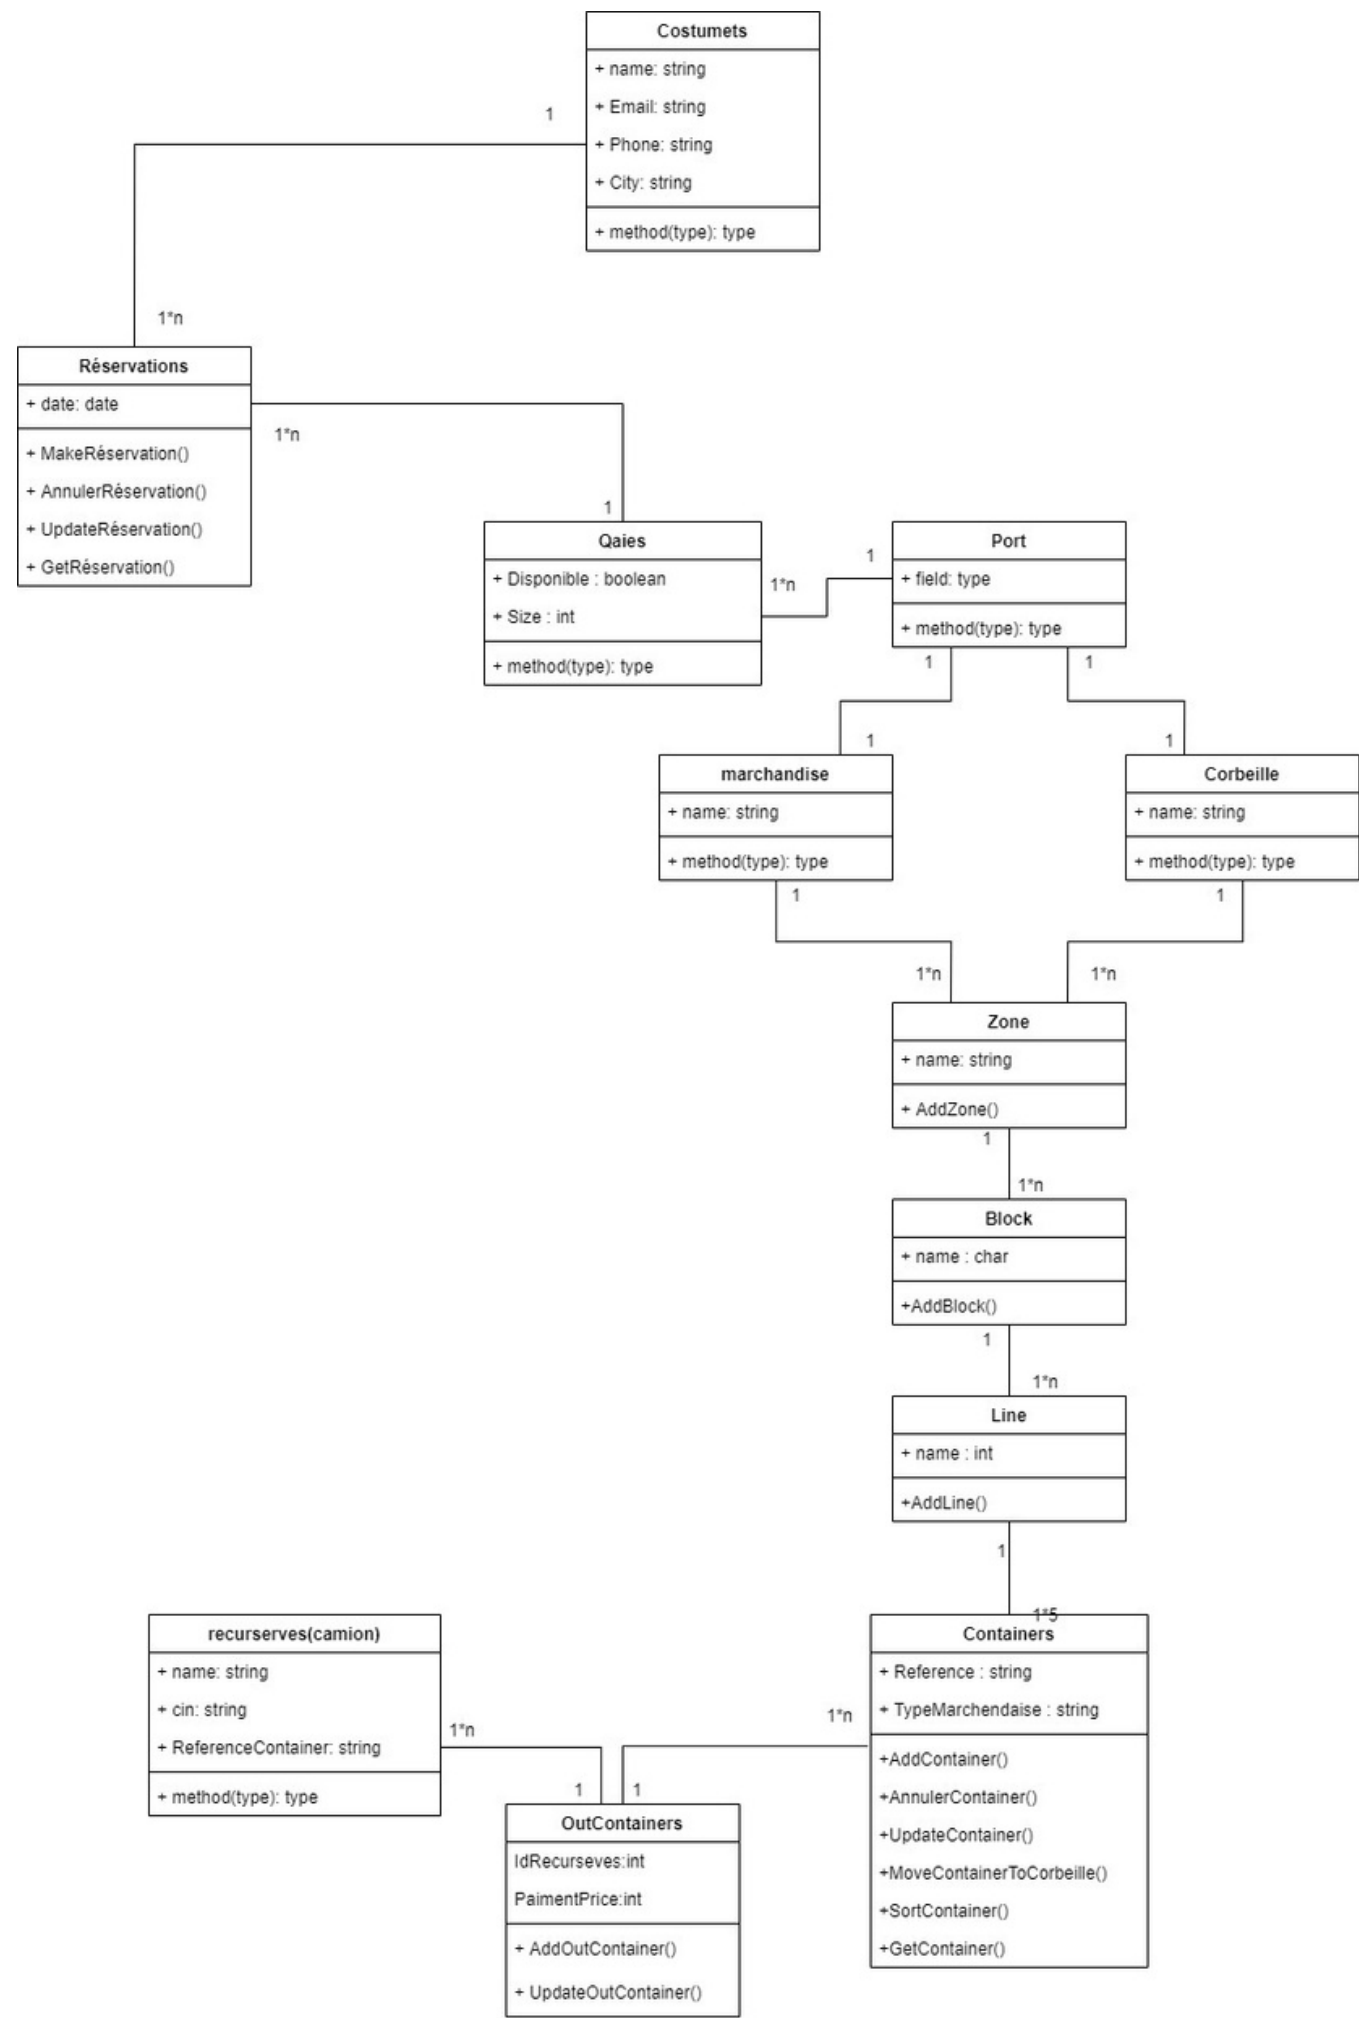 Costumets
+ name: string
+ Email: string
+ Phone: string
+ City: string
+ method(type): type
1
1*n
Réservations
+ date: date
+ MakeRéservation()
+ AnnulerRéservation()
+ UpdateRéservation()
+ GetRéservation()
1*n
1
Qaies
+ Disponible : boolean
+ Size : int
+ method(type): type
1*n
1
Port
+ field: type
+ method(type): type
1
1
1
1
marchandise
+ name: string
+ method(type): type
Corbeille
+ name: string
+ method(type): type
1
1
1*n
1*n
Zone
+ name: string
+ AddZone()
1
1*n
Block
+ name : char
+AddBlock()
1
1*n
Line
+ name : int
+AddLine()
1
1*5
Containers
+ Reference : string
+ TypeMarchendaise : string
+AddContainer()
+AnnulerContainer()
+UpdateContainer()
+MoveContainerToCorbeille()
+SortContainer()
+GetContainer()
recurserves(camion)
+ name: string
+ cin: string
+ ReferenceContainer: string
+ method(type): type
1*n
1*n
1
1
OutContainers
IdRecurseves:int
PaimentPrice:int
+ AddOutContainer()
+ UpdateOutContainer()